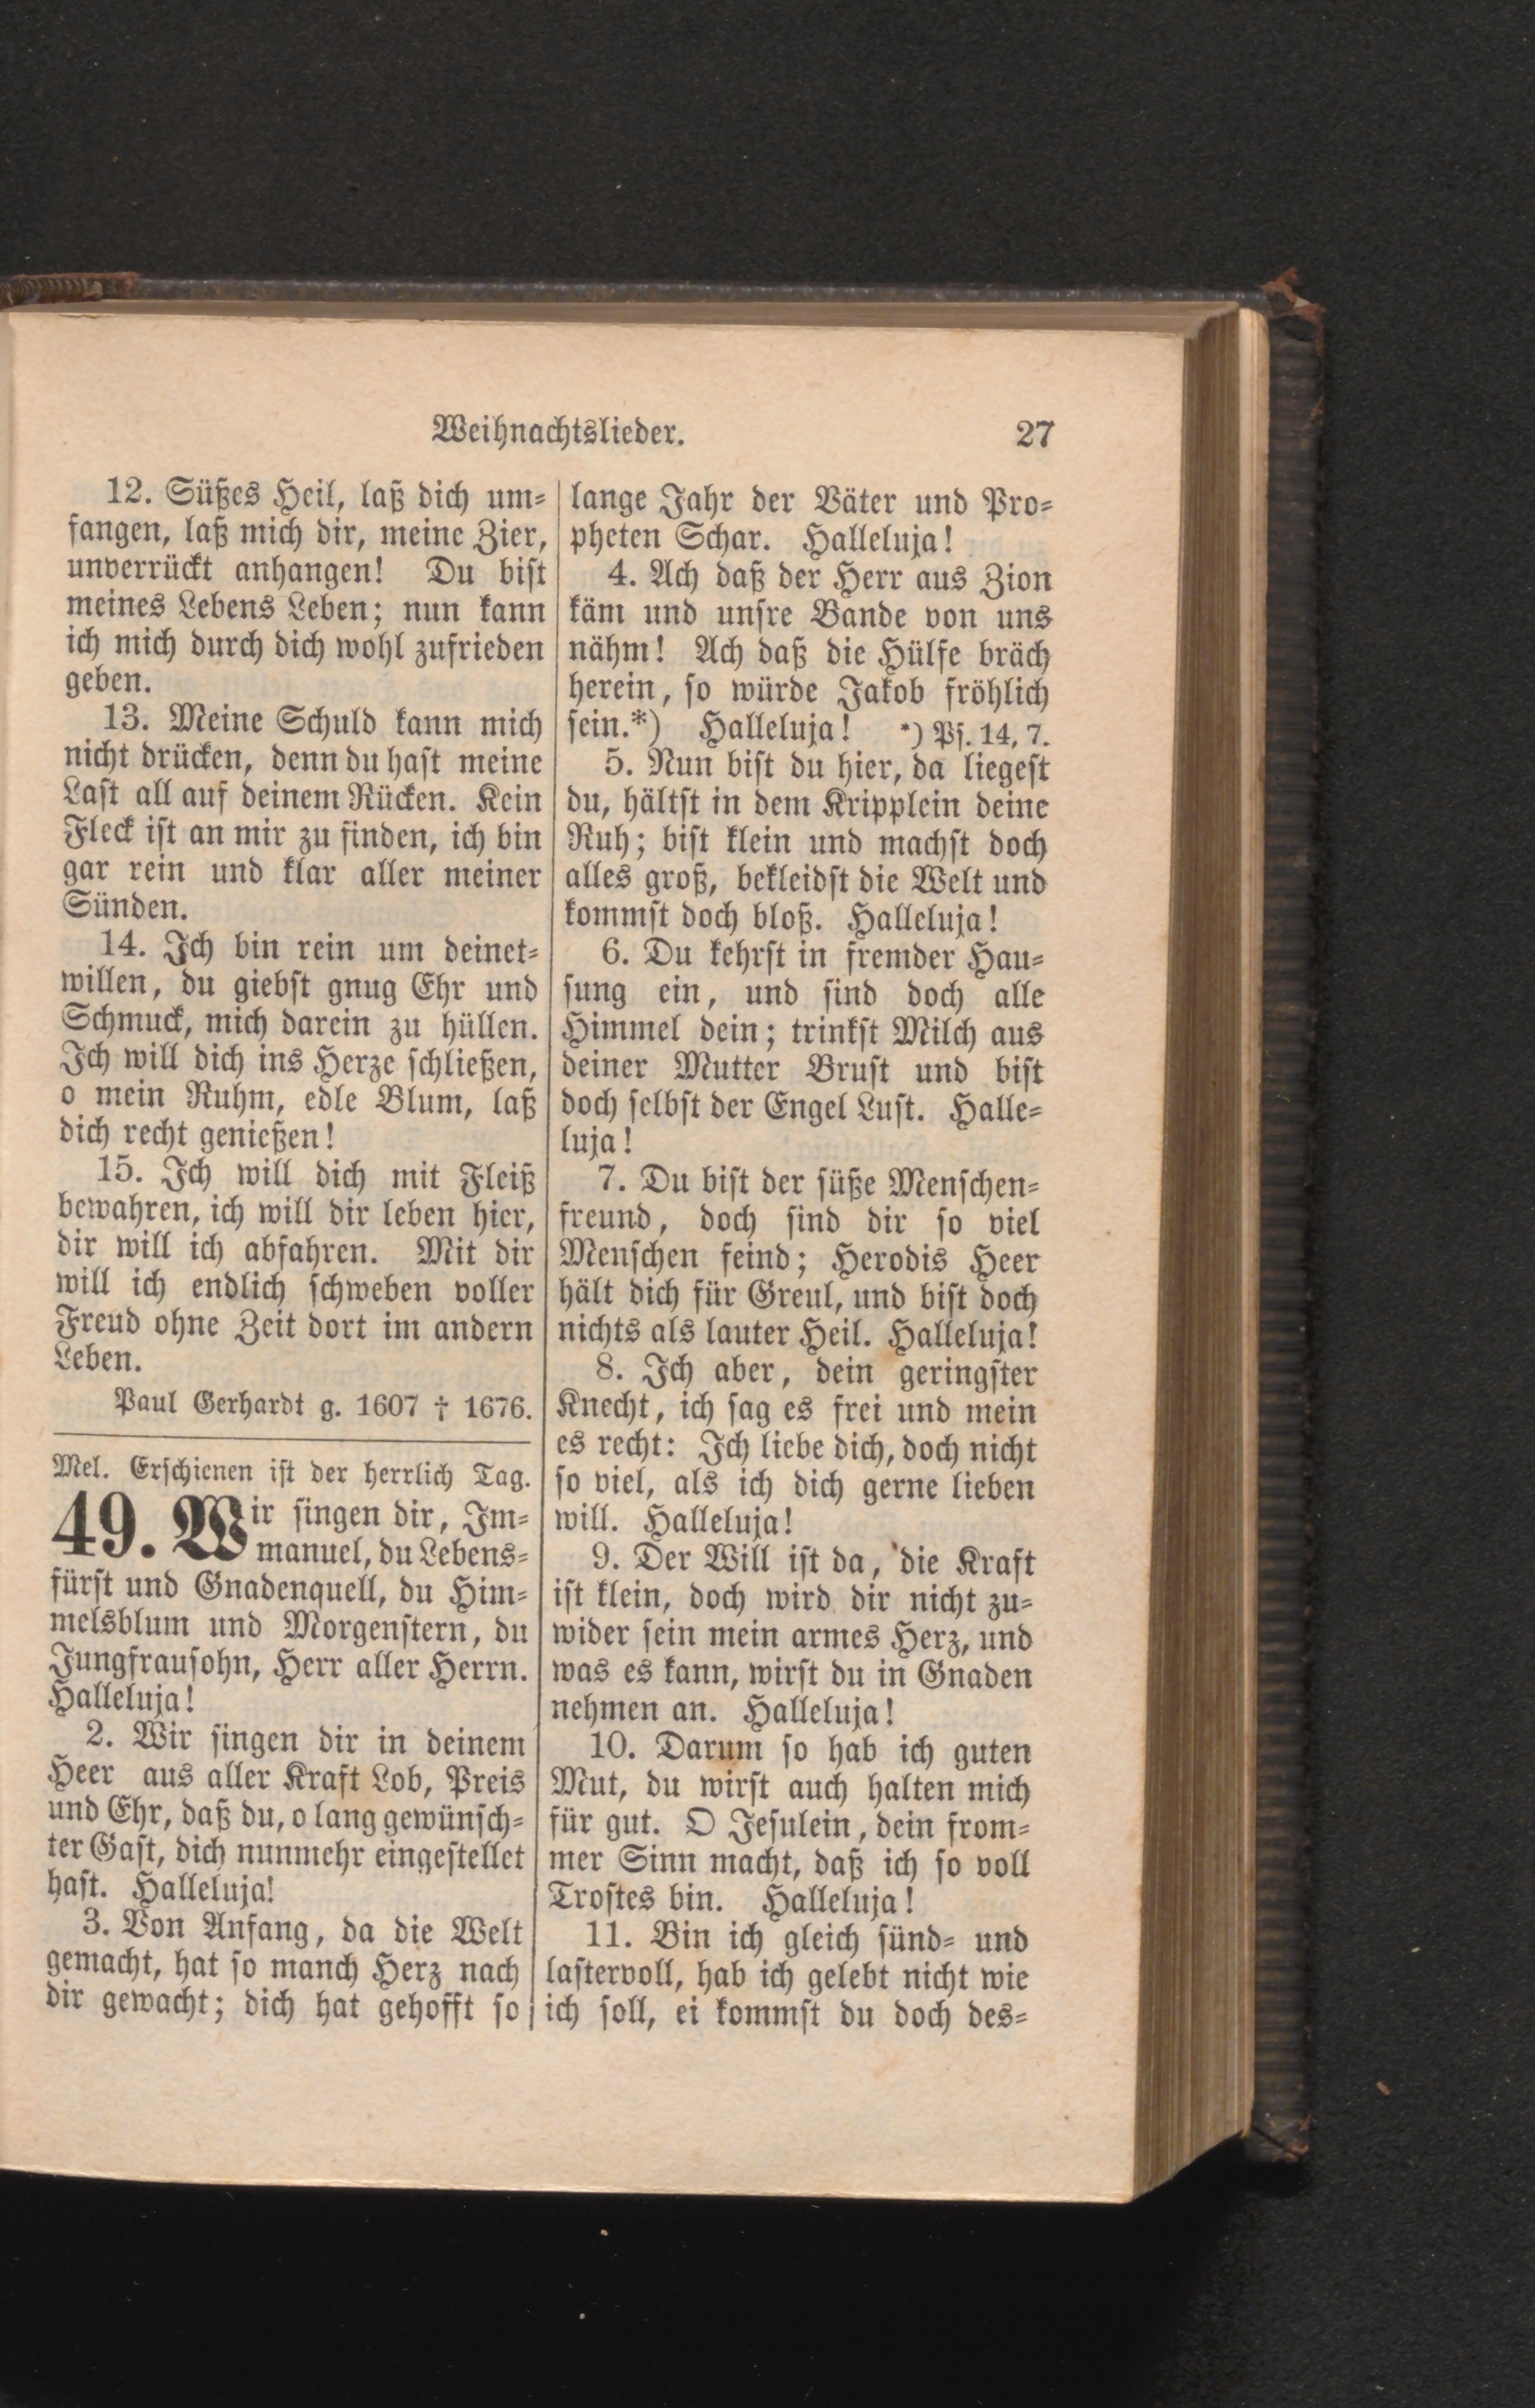 Weihnachtslieder.
27
12. Süßes Heil, laß dich um-
fangen, laß mich dir, meine Zier,
unverrückt anhangen! Du bist
meines Lebens Leben; nun kann
ich mich durch dich wohl zufrieden
geben.
13. Meine Schuld kann mich
nicht drücken, denn du hast meine
Last all auf deinem Rücken. Kein
Fleck ist an mir zu finden, ich bin
gar rein und klar aller meiner
Sünden.
14. Ich bin rein um deinet-
willen, du giebst gnug Ehr und
Schmuck, mich darein zu hüllen.
Ich will dich ins Herze schließen,
o mein Ruhm, edle Blum, laß
dich recht genießen!
15. Ich will dich mit Fleiß
bewahren, ich will dir leben hier,
dir will ich abfahren. Mit dir
will ich endlich schweben voller
Freud ohne Zeit dort im andern
Leben.
Paul Gerhardt g. 1607 † 1676.
Mel. Erschienen ist der herrlich Tag.
49. Wir singen dir, Im-
manuel, du Lebens-
fürst und Gnadenquell, du Him-
melsblum und Morgenstern, du
Jungfrausohn, Herr aller Herrn.
Halleluja!
2. Wir singen dir in deinem
Heer aus aller Kraft Lob, Preis
und Ehr, daß du, o lang gewünsch-
ter Gast, dich nunmehr eingestellet
hast. Halleluja!
3. Von Anfang, da die Welt
gemacht, hat so manch Herz nach
dir gewacht; dich hat gehofft so
lange Jahr der Väter und Pro-
pheten Schar. Halleluja!
4. Ach daß der Herr aus Zion
käm und unsre Bande von uns
nähm! Ach daß die Hülfe bräch
herein, so würde Jakob fröhlich
sein.*) Halleluja! *) Ps. 14, 7.
5. Nun bist du hier, da liegest
du, hältst in dem Kripplein deine
Ruh; bist klein und machst doch
alles groß, bekleidst die Welt und
kommst doch bloß. Halleluja!
6. Du kehrst in fremder Hau-
sung ein, und sind doch alle
Himmel dein; trinkst Milch aus
deiner Mutter Brust und bist
doch selbst der Engel Lust. Halle-
luja!
7. Du bist der süße Menschen-
freund, doch sind dir so viel
Menschen feind; Herodis Heer
hält dich für Greul, und bist doch
nichts als lauter Heil. Halleluja!
8. Ich aber, dein geringster
Knecht, ich sag es frei und mein
es recht: Ich liebe dich, doch nicht
so viel, als ich dich gerne lieben
will. Halleluja!
9. Der Will ist da, die Kraft
ist klein, doch wird dir nicht zu-
wider sein mein armes Herz, und
was es kann, wirst du in Gnaden
nehmen an. Halleluja!
10. Darum so hab ich guten
Mut, du wirst auch halten mich
für gut. O Jesulein, dein from-
mer Sinn macht, daß ich so voll
Trostes bin. Halleluja!
11. Bin ich gleich sünd- und
lastervoll, hab ich gelebt nicht wie
ich soll, ei kommst du doch des-